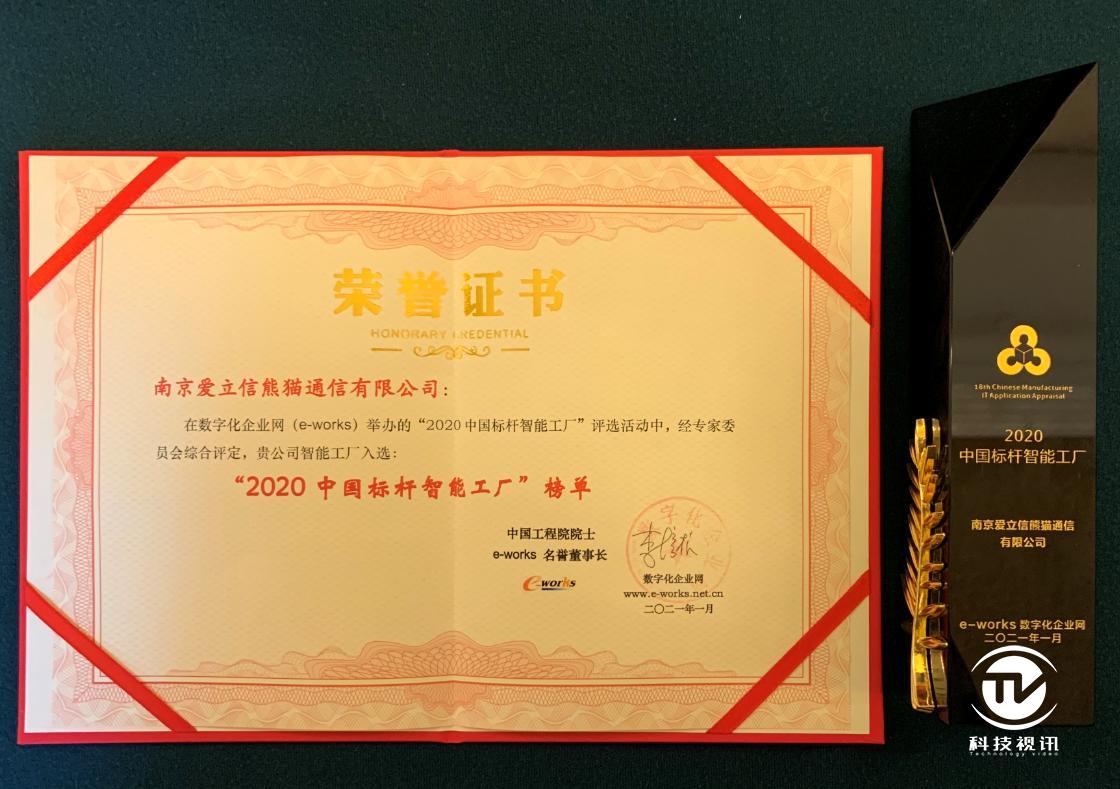 荣誉证书
HONORARY CREDENTIAL
南京爱立信熊猫通信有限公司：
在数字化企业网（e-works）举办的“2020中国标杆智能工厂”评选活动中，经专家委
员会综合评定，贵公司智能工厂入选：
“2020 中国标杆智能工厂”榜单
中国工程院院士
e-works 名誉董事长
e-works
数字化企业网
www.e-works.net.cn
二〇二一年一月
18th Chinese Manufacturing
IT Application Appraisal
2020
中国标杆智能工厂
南京爱立信熊猫通信
有限公司
e-works 数字化企业网
二〇二一年一月
TV
科技视讯
Technology video